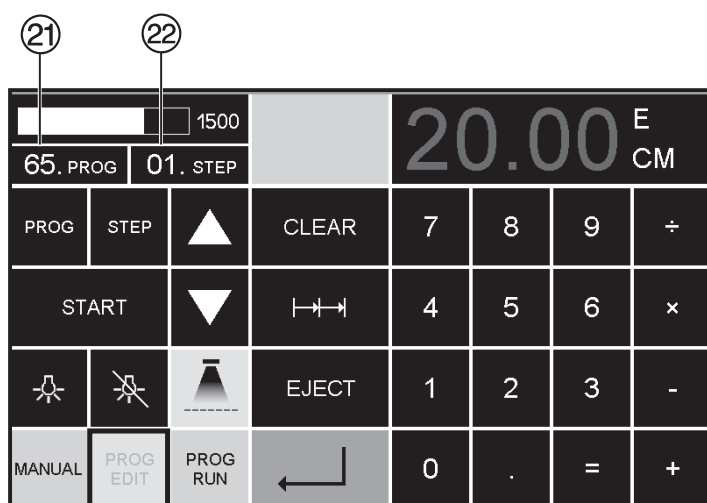 21 22
1500
20.00 E
CM
65. PROG 01. STEP
PROG STEP CLEAR 7 8 9 ÷
START 4 5 6 ×
EJECT 1 2 3 -
MANUAL PROG EDIT PROG RUN 0 . = +